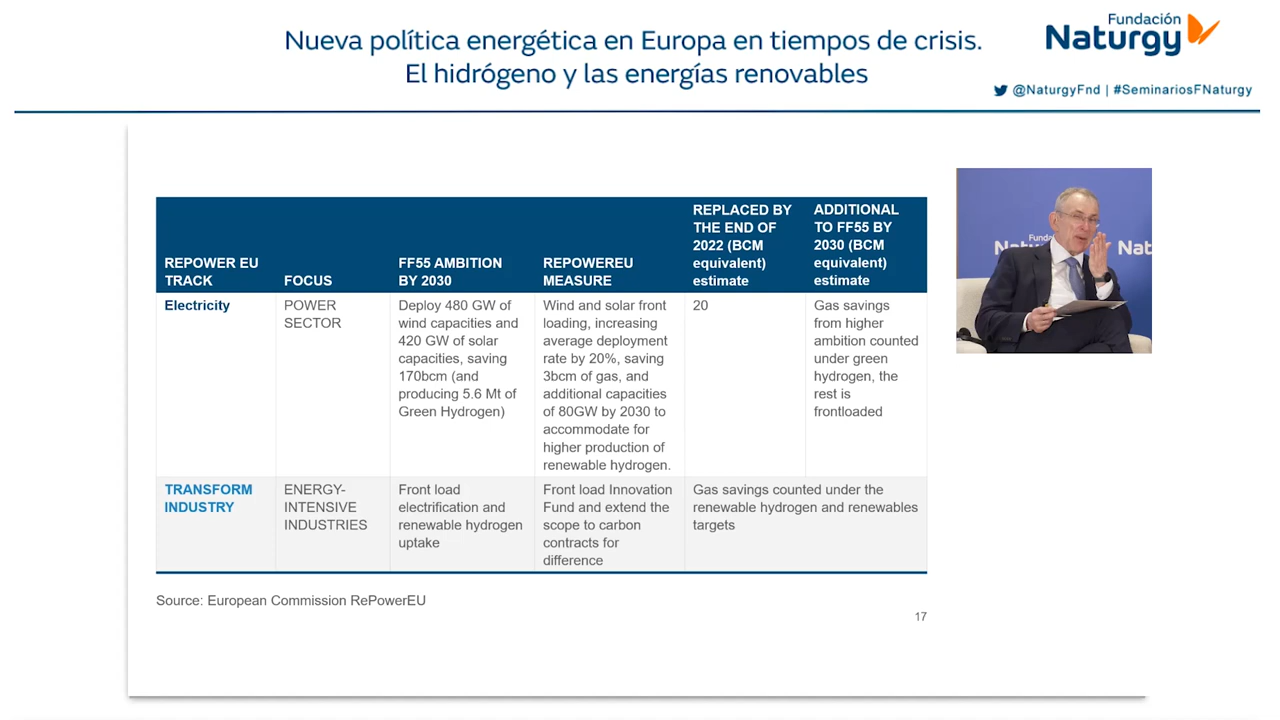 Nueva política energética en Europa en tiempos de crisis.
El hidrógeno y las energías renovables
Fundación
Naturgy
@NaturgyFnd | #SeminariosFNaturgy
REPOWER EU
TRACK
FOCUS
FF55 AMBITION
BY 2030
REPOWEREU
MEASURE
REPLACED BY
THE END OF
2022 (BCM
equivalent)
estimate
ADDITIONAL
TO FF55 BY
2030 (BCM
equivalent)
estimate
Electricity
POWER
SECTOR
Deploy 480 GW of
wind capacities and
420 GW of solar
capacities, saving
170bcm (and
producing 5.6 Mt of
Green Hydrogen)
Wind and solar front
loading, increasing
average deployment
rate by 20%, saving
3bcm of gas, and
additional capacities
of 80GW by 2030 to
accommodate for
higher production of
renewable hydrogen.
20
Gas savings
from higher
ambition counted
under green
hydrogen, the
rest is
frontloaded
TRANSFORM
INDUSTRY
ENERGY-
INTENSIVE
INDUSTRIES
Front load
electrification and
renewable hydrogen
uptake
Front load Innovation
Fund and extend the
scope to carbon
contracts for
difference
Gas savings counted under the
renewable hydrogen and renewables
targets
Source: European Commission RePowerEU
17